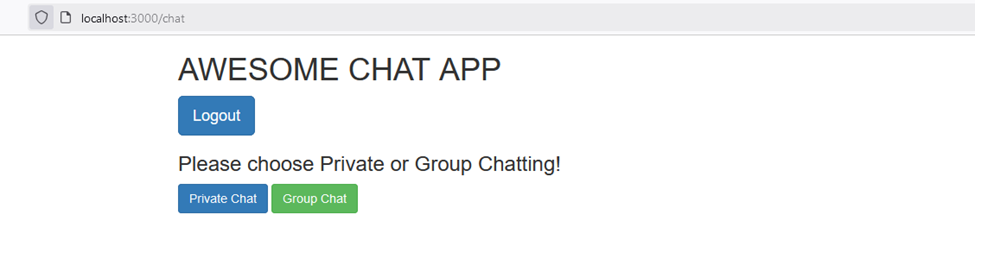 localhost:3000/chat
AWESOME CHAT APP
Logout
Please choose Private or Group Chatting!
Private Chat Group Chat